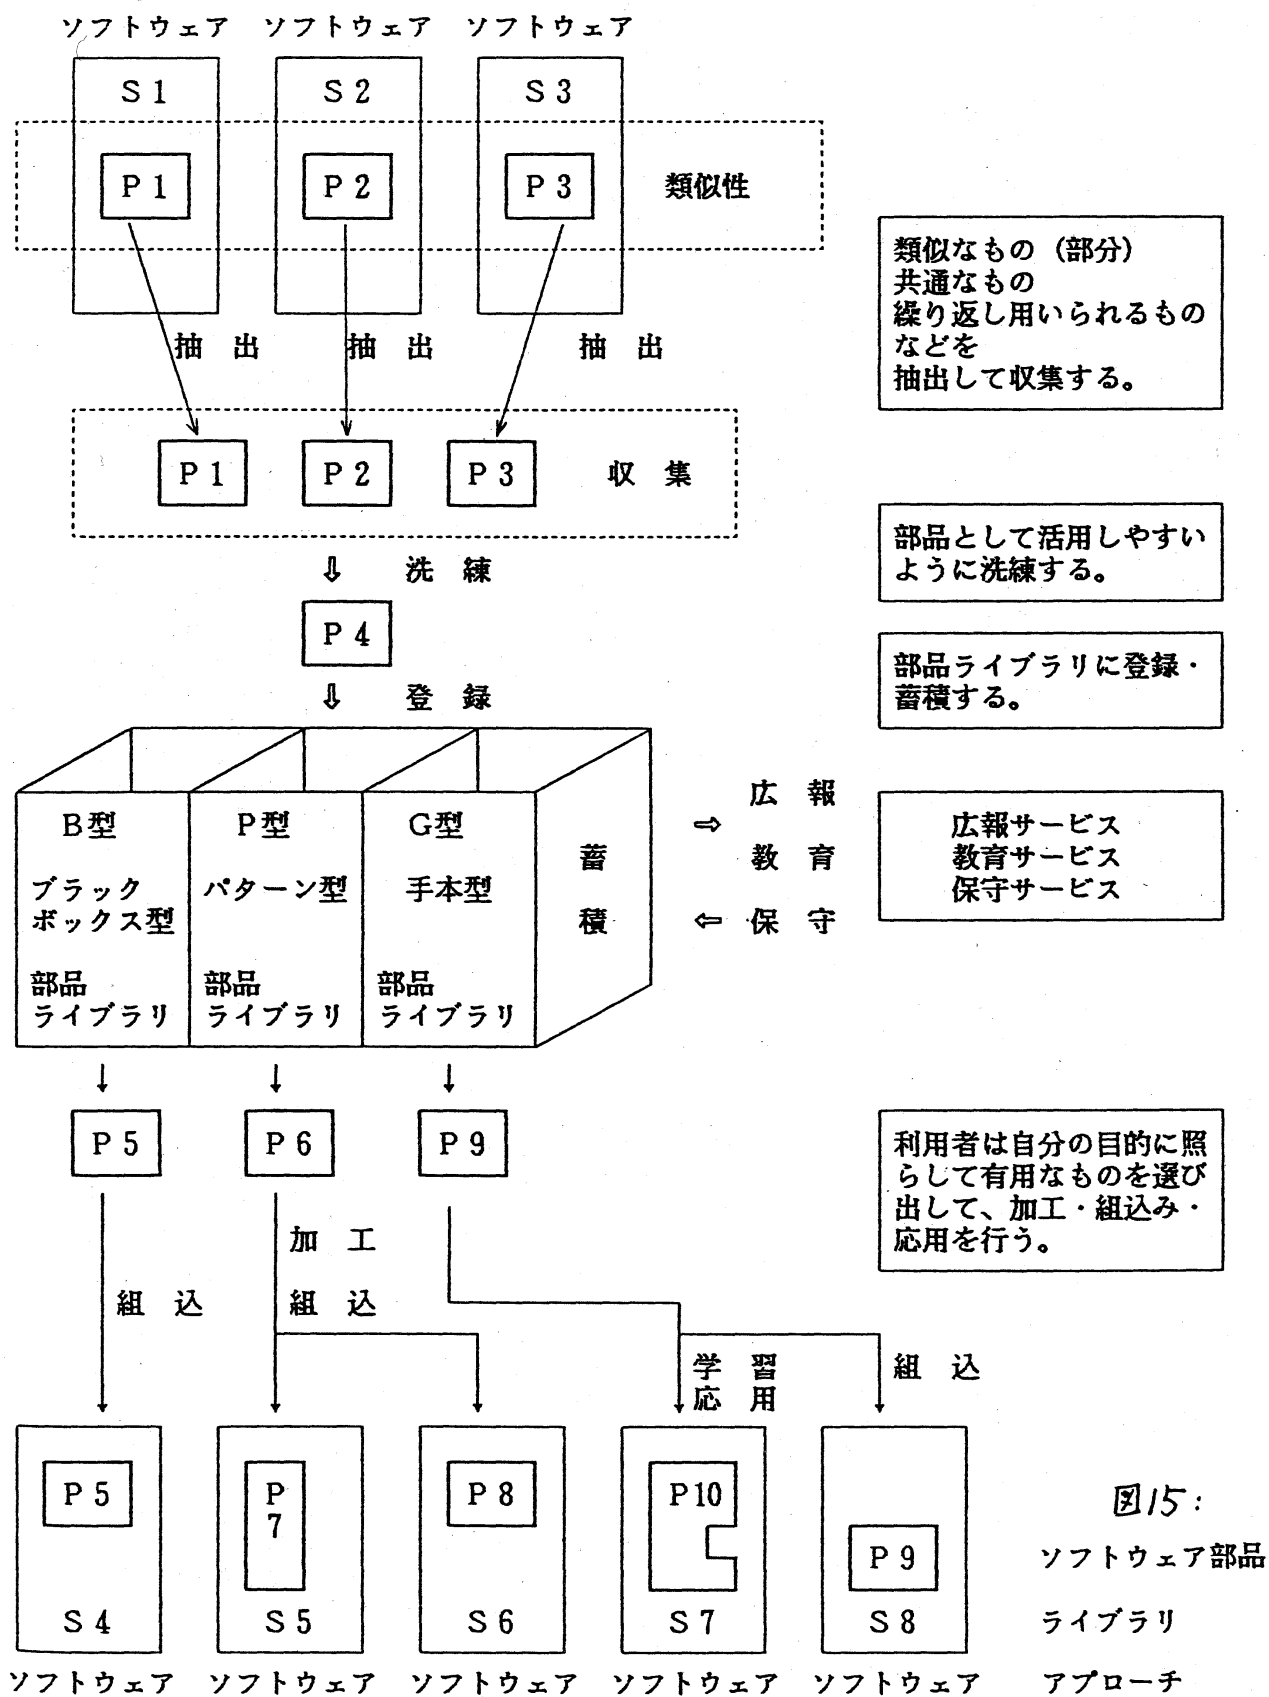 ソフトウェア ソフトウェア ソフトウェア
S1 S2 S3
P1 P2 P3 類似性
抽出 抽出 抽出
P1 P2 P3 収集
⇩ 洗練
P4
⇩ 登録
B型
ブラック
ボックス型
部品
ライブラリ
P型
パターン型
部品
ライブラリ
G型
手本型
部品
ライブラリ
蓄
積
⇨ 広報
教育
⇦ 保守
類似なもの(部分)
共通なもの
繰り返し用いられるもの
などを
抽出して収集する。
部品として活用しやすい
ように洗練する。
部品ライブラリに登録・
蓄積する。
広報サービス
教育サービス
保守サービス
P5 P6 P9
利用者は自分の目的に照
らして有用なものを選び
出して、加工・組込み・
応用を行う。
加工
組込 組込
学習
応用
組込
P5
P
7
P8
P10
P9
S4 S5 S6 S7 S8
ソフトウェア ソフトウェア ソフトウェア ソフトウェア ソフトウェア
図15:
ソフトウェア部品
ライブラリ
アプローチ